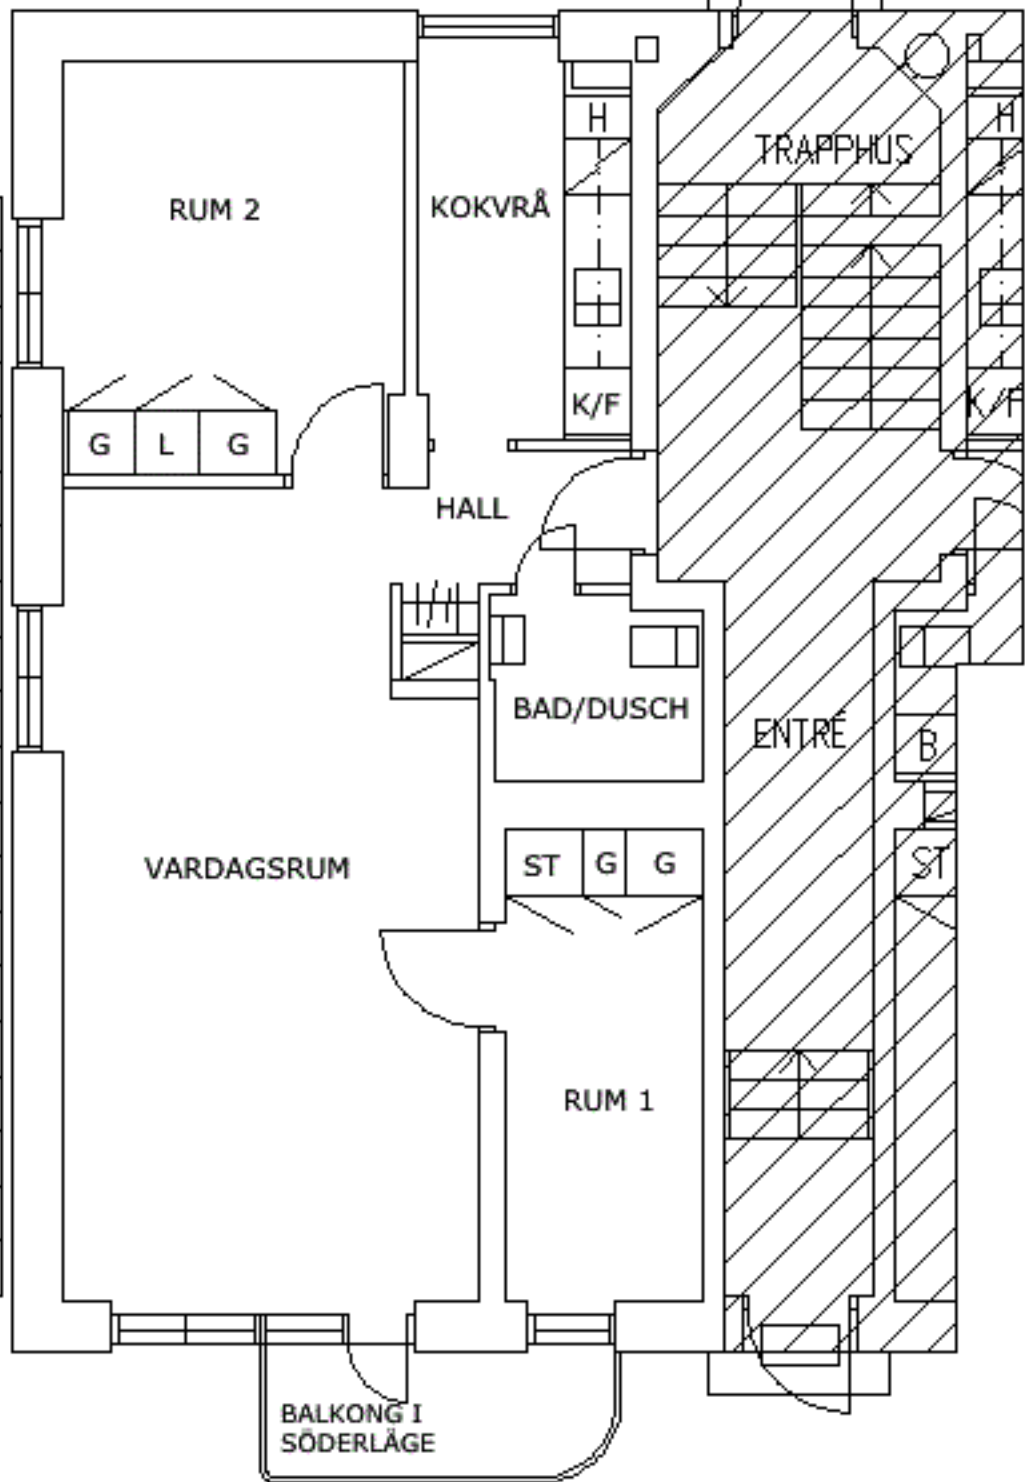 H
H
TRAPPHUS
RUM 2
KOKVRÅ
K/F
K/F
G L G
HALL
BAD/DUSCH
ENTRÉ
B
VARDAGSRUM
ST G G
ST
RUM 1
BALKONG I
SÖDERLÄGE